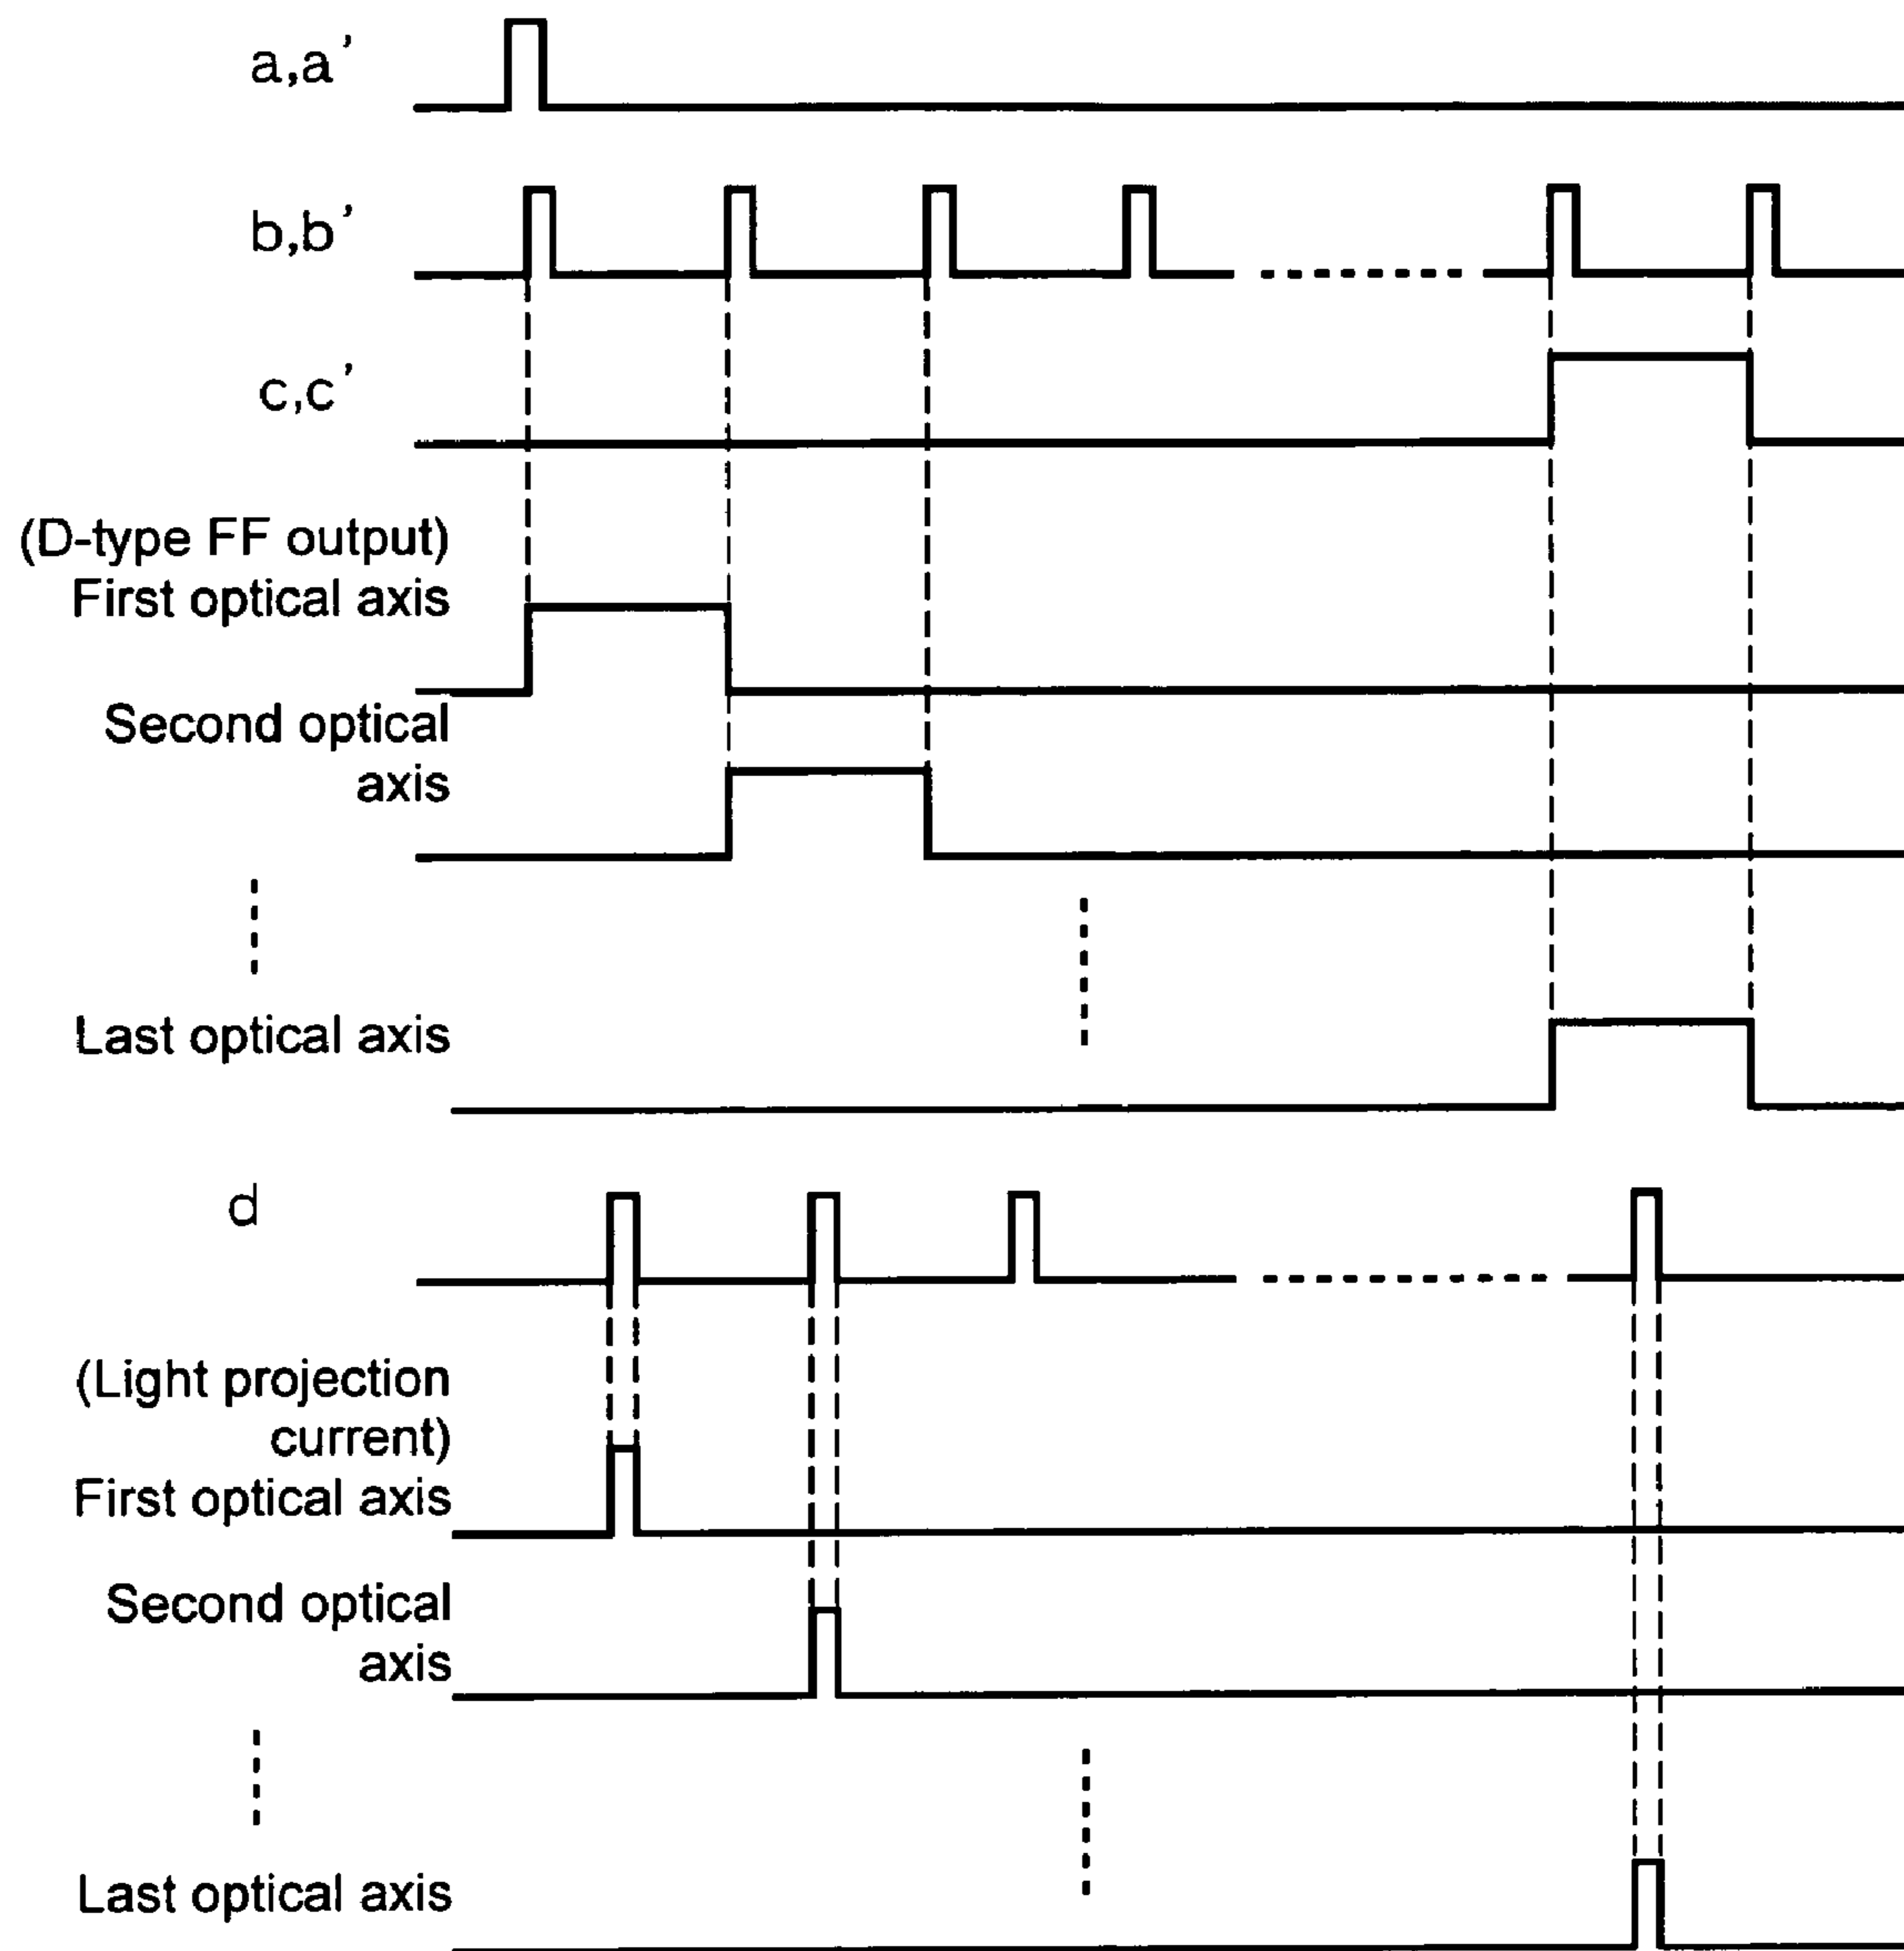 a,a'
b,b'
c,c'
(D-type FF output)
First optical axis
Second optical
axis
Last optical axis
d
(Light projection
current)
First optical axis
Second optical
axis
Last optical axis